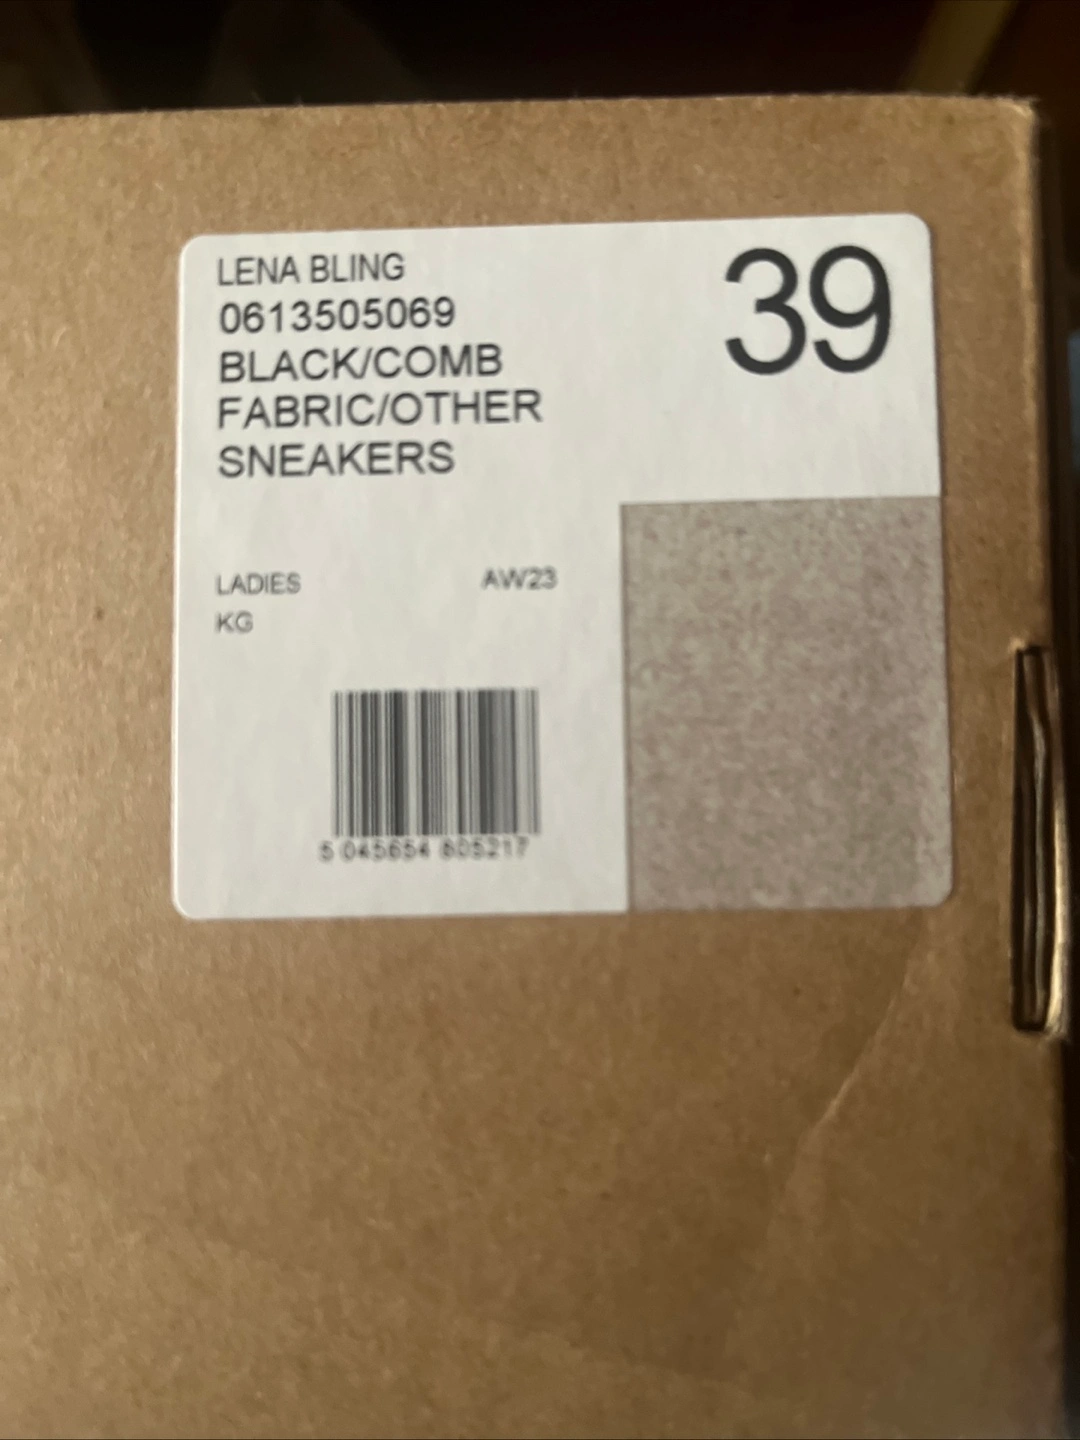 LENA BLING
39
0613505069
BLACK/COMB
FABRIC/OTHER
SNEAKERS
LADIES AW23
KG
5 045654 805217